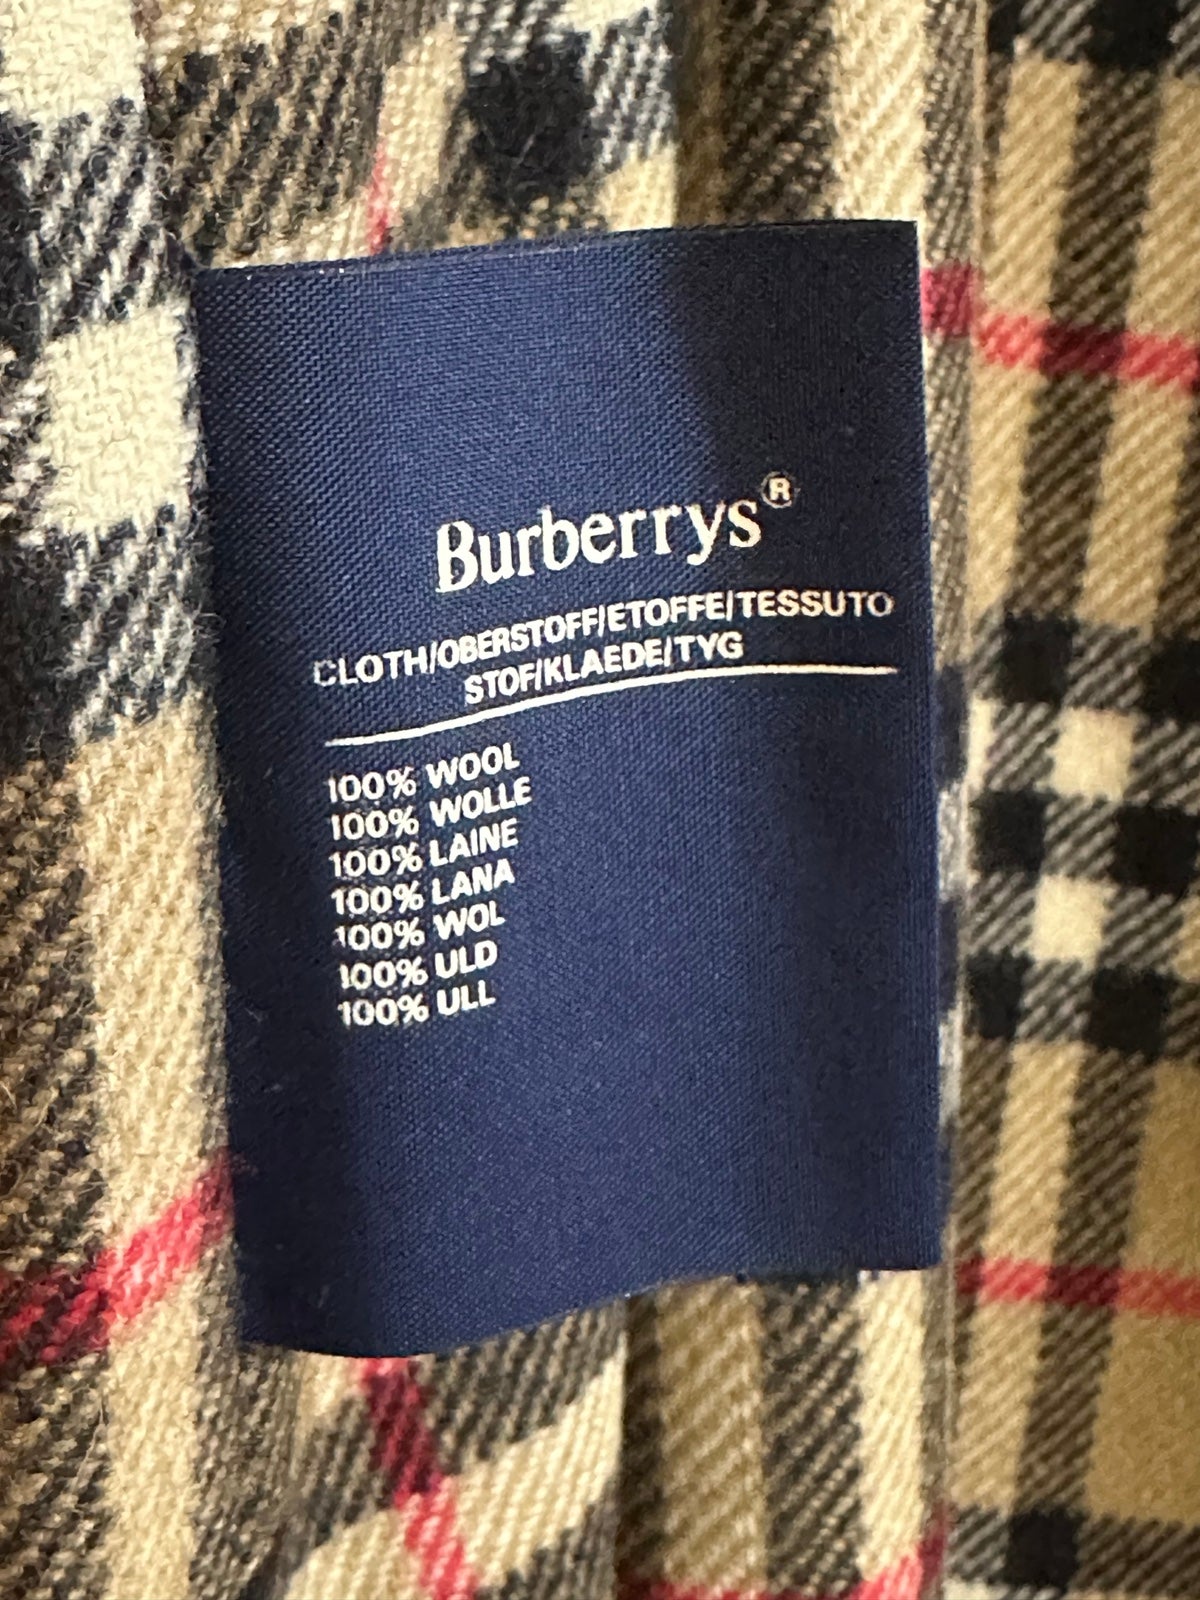 Burberrys®
CLOTH/OBERSTOFF/ETOFFE/TESSUTO
STOF/KLAEDE/TYG
100% WOOL
100% WOLLE
100% LAINE
100% LANA
100% WOL
100% ULD
100% ULL